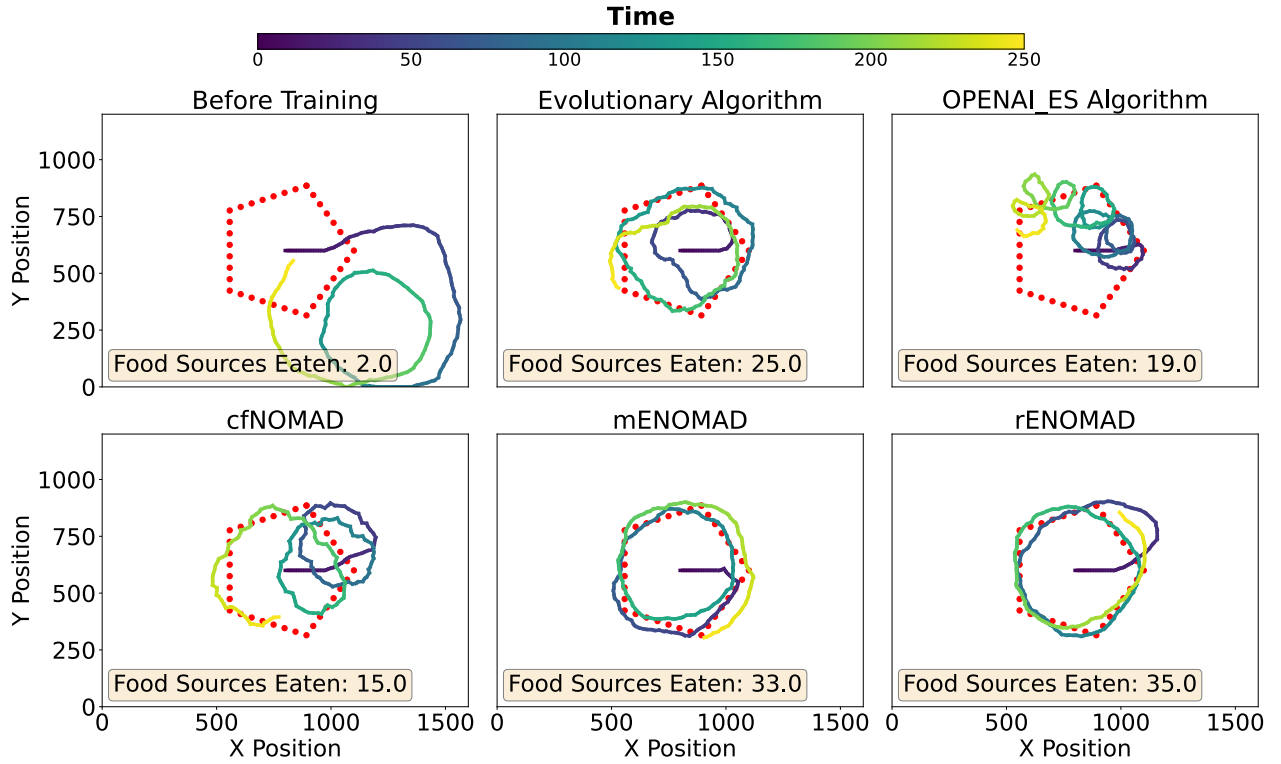 Time
0 50 100 150 200 250
Before Training Evolutionary Algorithm OPENAI_ES Algorithm
1000
750
500
250
0
Y Position
Food Sources Eaten: 2.0 Food Sources Eaten: 25.0 Food Sources Eaten: 19.0
cfNOMAD mENOMAD rENOMAD
1000
750
500
250
0
Y Position
Food Sources Eaten: 15.0 Food Sources Eaten: 33.0 Food Sources Eaten: 35.0
0 500 1000 1500 0 500 1000 1500 0 500 1000 1500
X Position X Position X Position